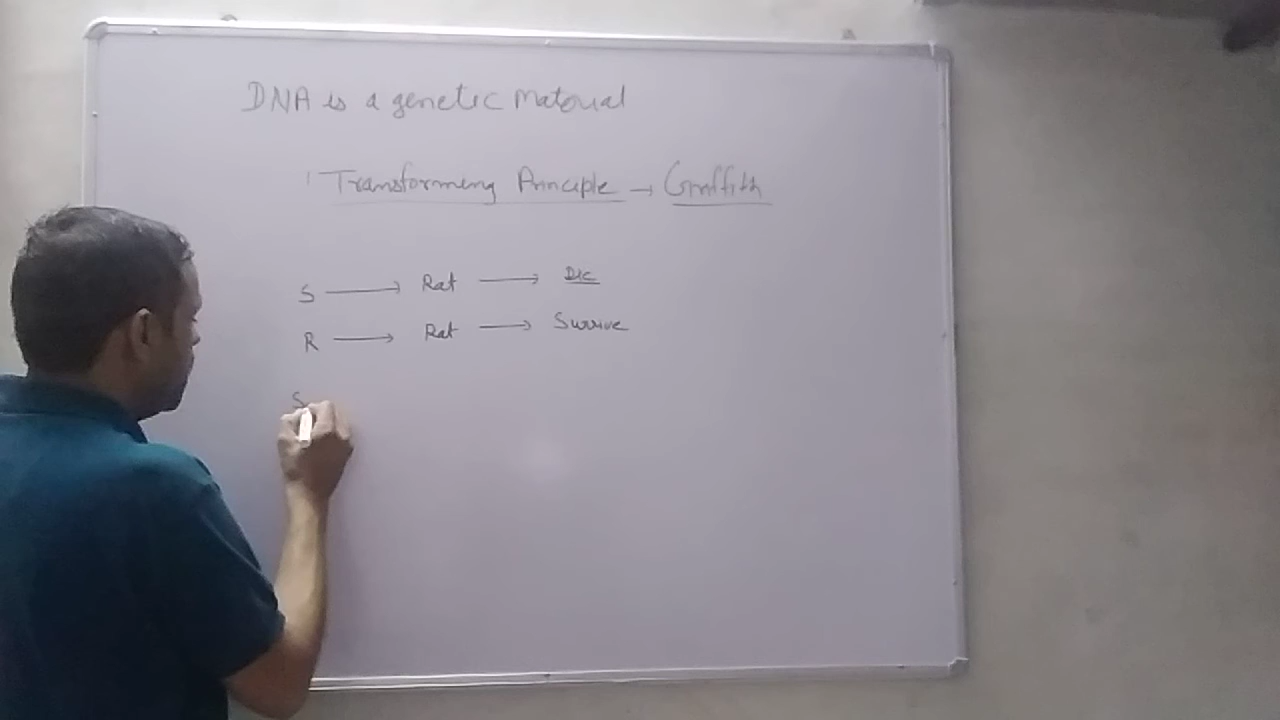 DNA is a genetic Material
Transforming Principle → Griffith
S → Rat → Die
R → Rat → Survive
S